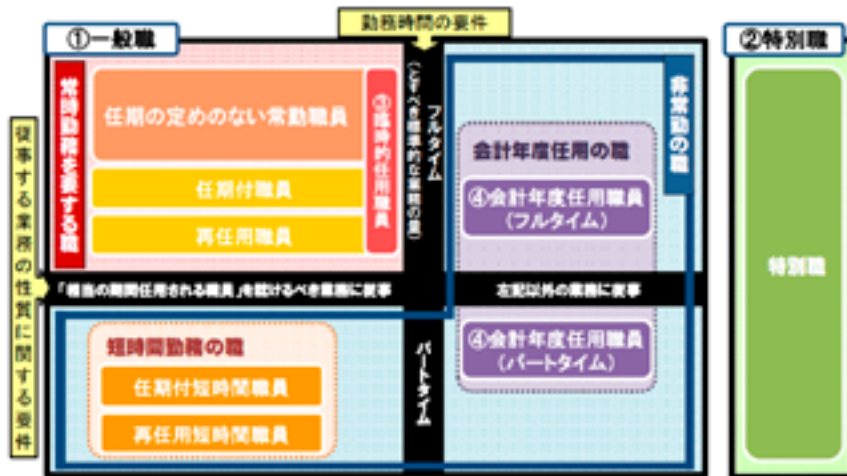 勤務時間の要件
①一般職
②特別職
常時勤務を要する職
任期の定めのない常勤職員
任期付職員
再任用職員
③臨時的任用職員
フルタイム
(とすべき標準的な業務の量)
非常勤の職
会計年度任用の職
④会計年度任用職員
(フルタイム)
特別職
従事する業務の性質に関する要件
「相当の期間任用される職員」を就けるべき業務に従事
左記以外の業務に従事
短時間勤務の職
任期付短時間職員
再任用短時間職員
パートタイム
④会計年度任用職員
(パートタイム)